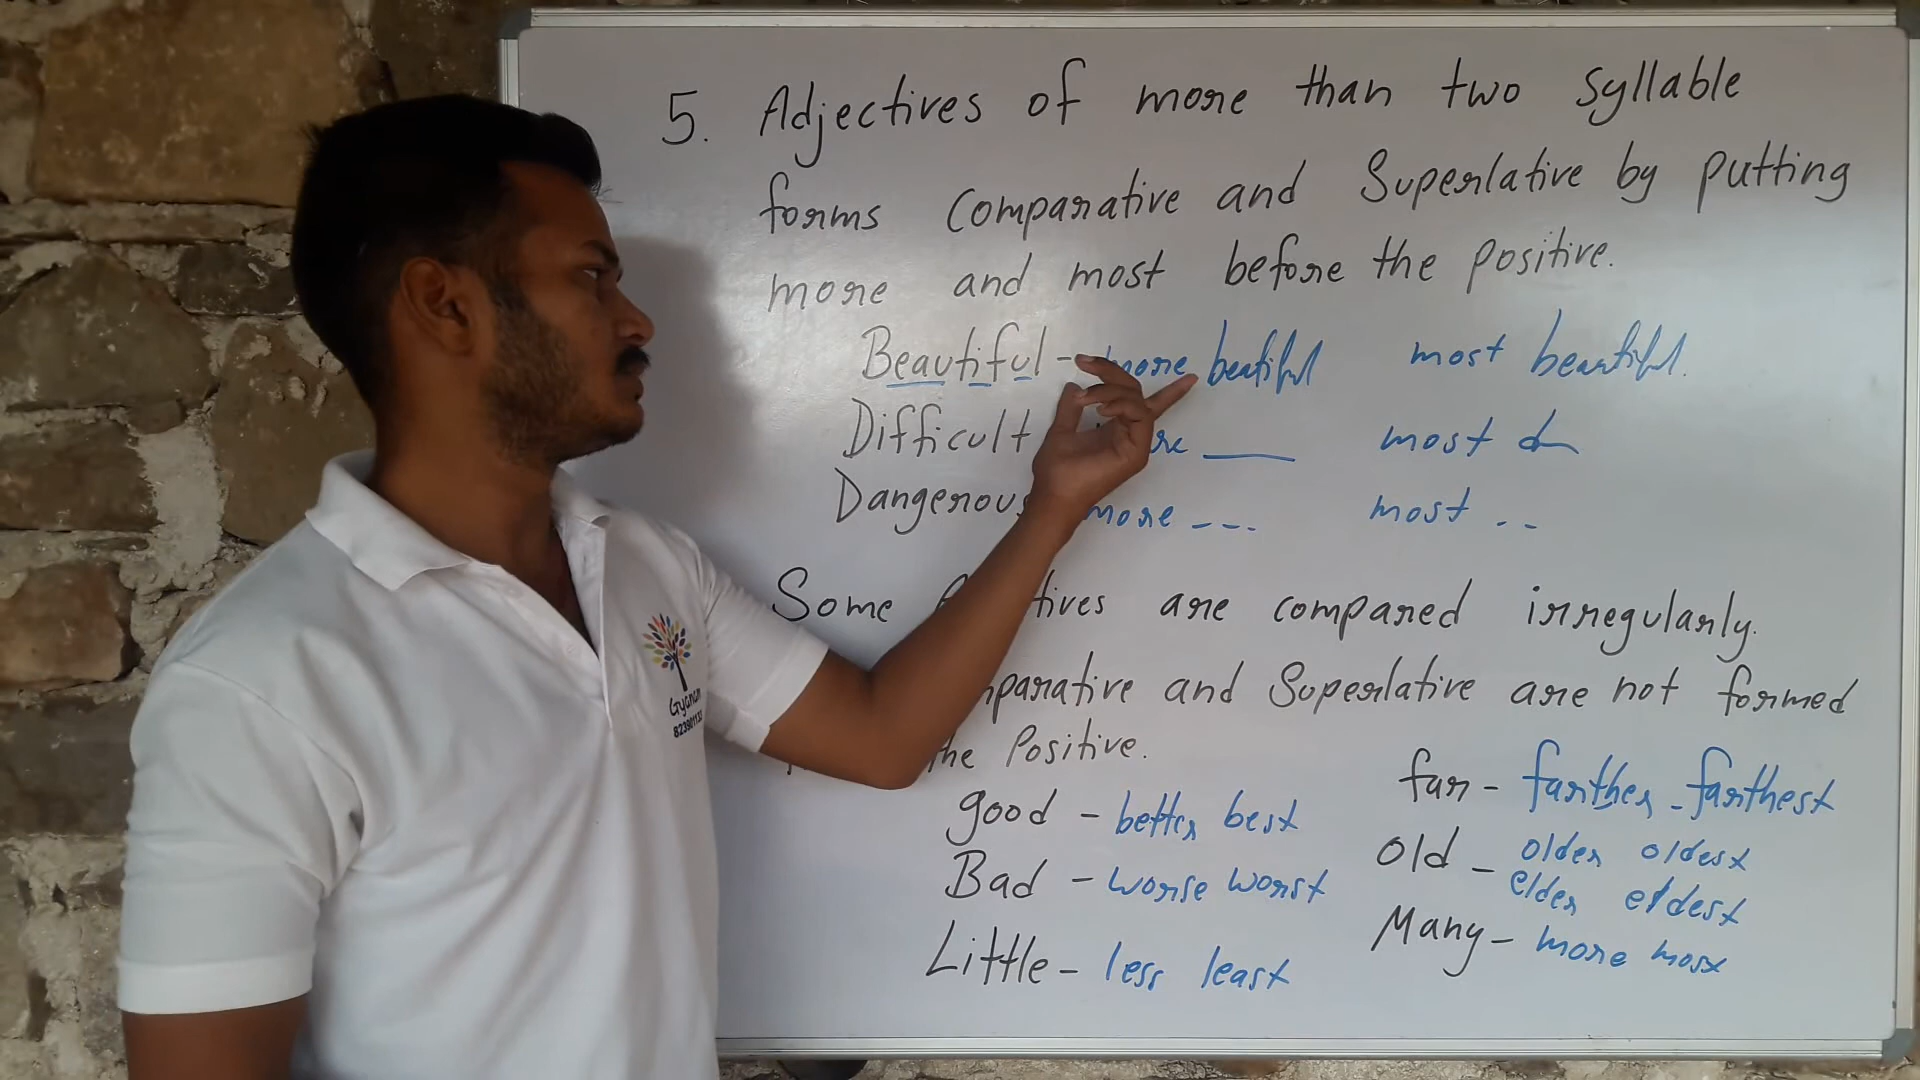 5. Adjectives of more than two syllable
forms Comparative and Superlative by putting
more and most before the positive.
Beautiful - more beatiful most beautiful.
Difficult most d
Dangerous more --- most --
Some are compared irregularly.
and Superlative are not formed
the Positive.
good - better best
Bad - worse worst
Little - less least
far - farther - farthest
Old - older oldest
elder eldest
Many - more most